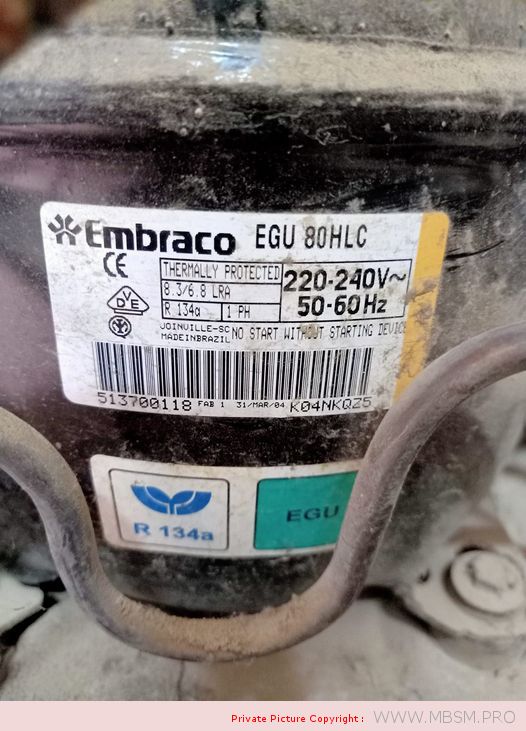 Embraco EGU 80HLC
CE
THERMALLY PROTECTED
8.3/6.8 LRA
R 134a 1 PH
220-240V~
50-60Hz
VDE
JOINVILLE-SC
MADEINBRAZIL
NO START WITHOUT STARTING DEVICE
513700118 FAB 1 31/MAR/04 K04NKQZ5
R 134a
EGU
Private Picture Copyright : WWW.MBSM.PRO